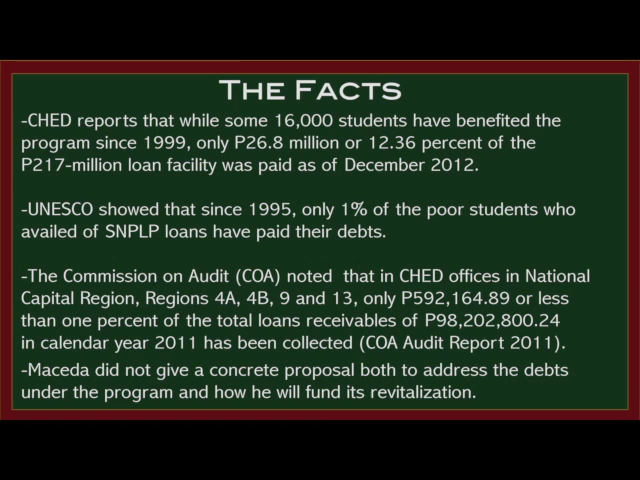 THE FACTS
-CHED reports that while some 16,000 students have benefited the
program since 1999, only P26.8 million or 12.36 percent of the
P217-million loan facility was paid as of December 2012.
-UNESCO showed that since 1995, only 1% of the poor students who
availed of SNPLP loans have paid their debts.
-The Commission on Audit (COA) noted  that in CHED offices in National
Capital Region, Regions 4A, 4B, 9 and 13, only P592,164.89 or less
than one percent of the total loans receivables of P98,202,800.24
in calendar year 2011 has been collected (COA Audit Report 2011).
-Maceda did not give a concrete proposal both to address the debts
under the program and how he will fund its revitalization.